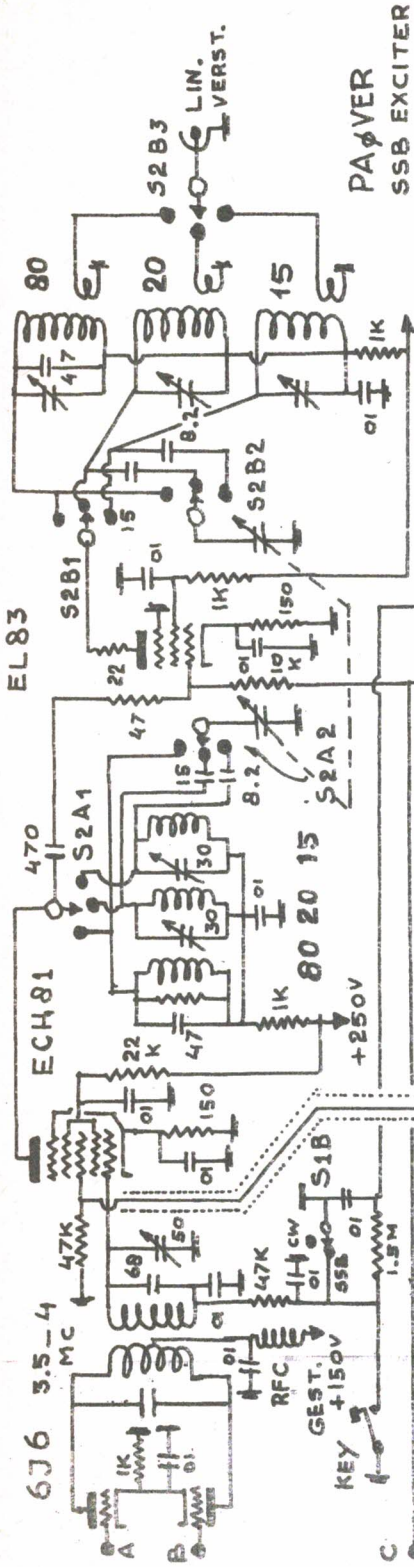 6J6 3.5–4
MC
A
B
1K
01
01
RFC
GEST.
+150V
KEY
C
47K
68
50
01
47K
CW
01
SSB
S1B
01
1.5M
ECH81
22
K
01
150
01
47
1K
+250V
30
30
01
80 20 15
470
S2A1
15
8.2
S2A2
EL83
47
22
01
1K
01
10
K
150
S2B1
15
8.2
S2B2
80
47
20
15
01
1K
S2B3
LIN.
VERST.
PAØVER
SSB EXCITER